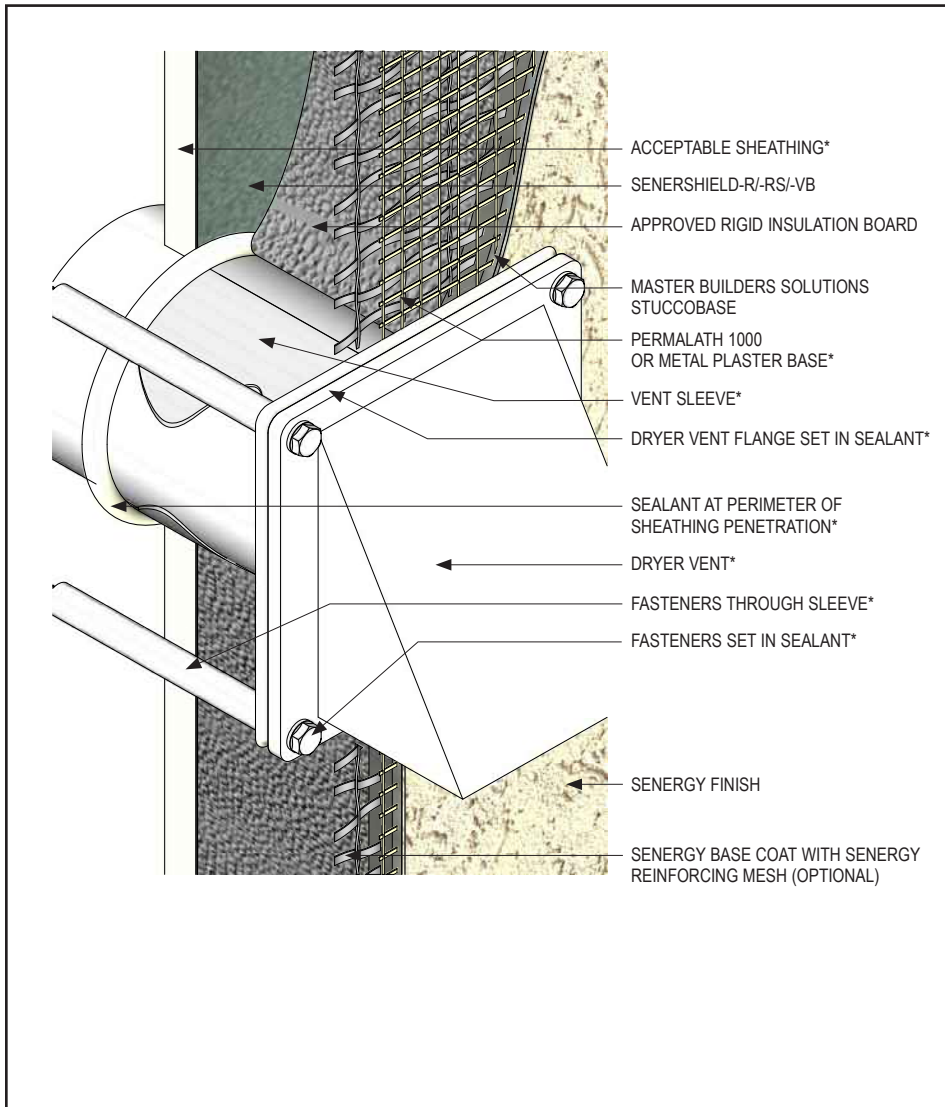 ACCEPTABLE SHEATHING*
SENERSHIELD-R/-RS/-VB
APPROVED RIGID INSULATION BOARD
MASTER BUILDERS SOLUTIONS
STUCCOBASE
PERMALATH 1000
OR METAL PLASTER BASE*
VENT SLEEVE*
DRYER VENT FLANGE SET IN SEALANT*
SEALANT AT PERIMETER OF
SHEATHING PENETRATION*
DRYER VENT*
FASTENERS THROUGH SLEEVE*
FASTENERS SET IN SEALANT*
SENERGY FINISH
SENERGY BASE COAT WITH SENERGY
REINFORCING MESH (OPTIONAL)